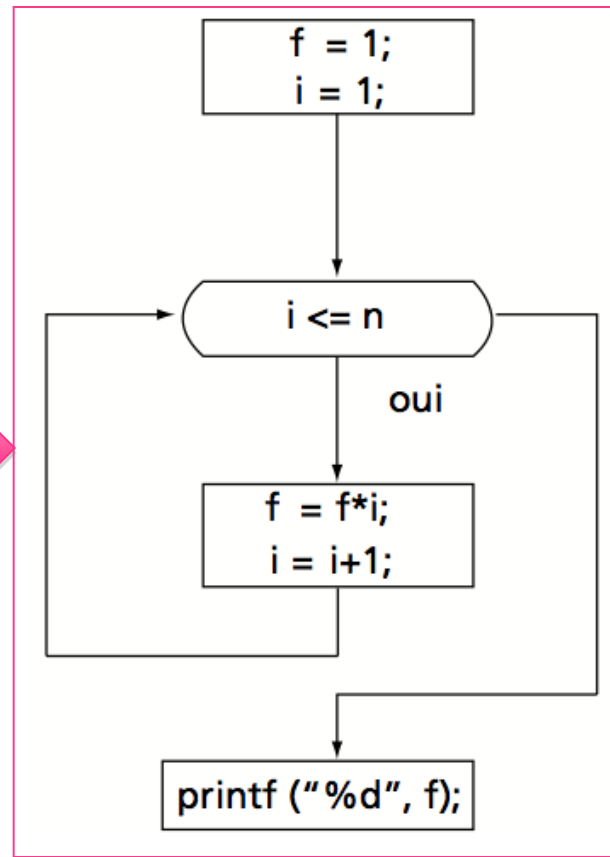 f = 1;
i = 1;
i <= n
oui
f = f*i;
i = i+1;
printf (“%d”, f);